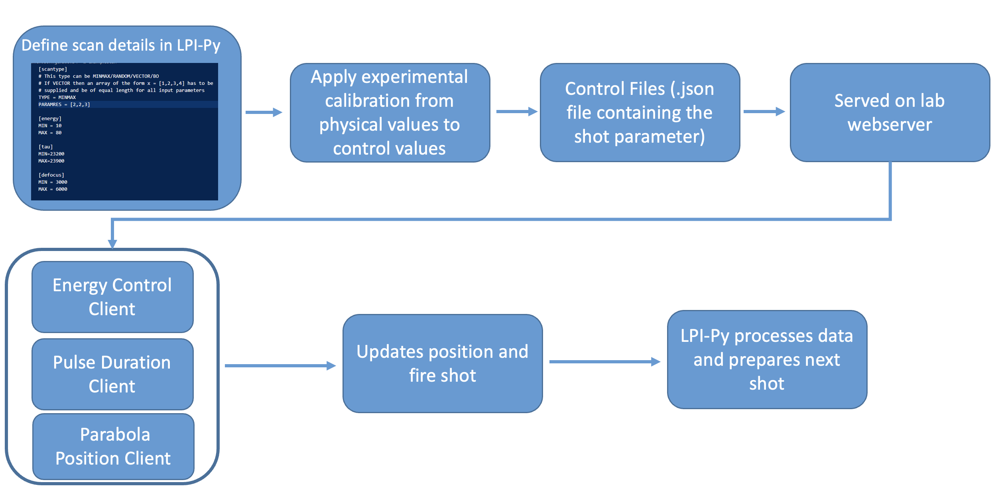 Define scan details in LPI-Py
[scantype]
# This type can be MINMAX/RANDOM/VECTOR/BO
# If VECTOR then an array of the form x = [1,2,3,4] has to be
# supplied and be of equal length for all input parameters
TYPE = MINMAX
PARAMRES = [2,2,3]
[energy]
MIN = 10
MAX = 80
[tau]
MIN=23200
MAX=23900
[defocus]
MIN = 3000
MAX = 6000
Apply experimental
calibration from
physical values to
control values
Control Files (.json
file containing the
shot parameter)
Served on lab
webserver
Energy Control
Client
Pulse Duration
Client
Parabola
Position Client
Updates position and
fire shot
LPI-Py processes data
and prepares next
shot